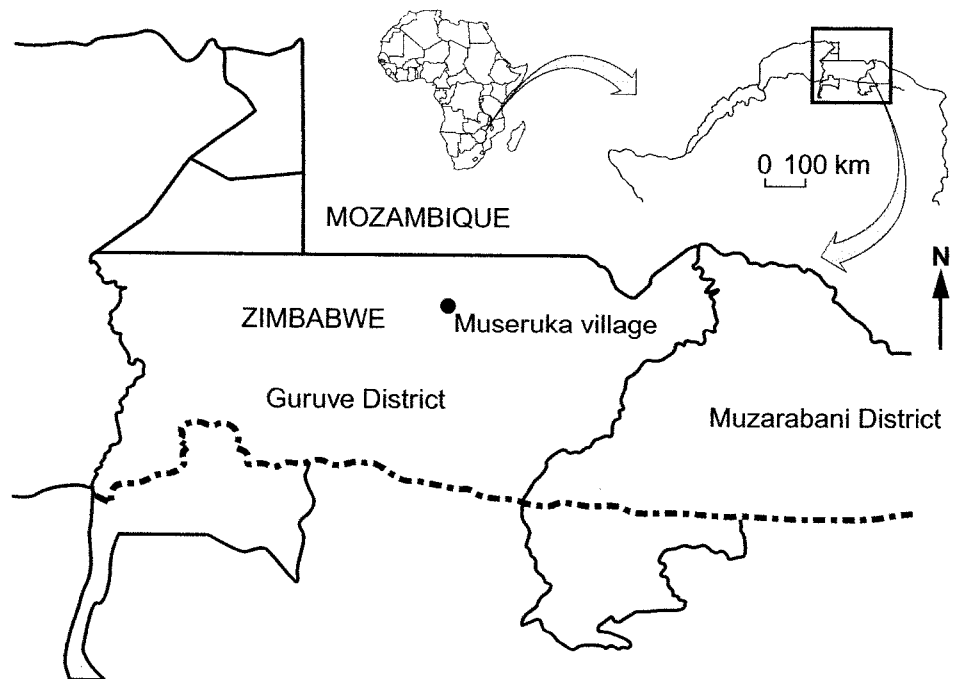 0 100 km
MOZAMBIQUE
N
ZIMBABWE
Museruka village
Guruve District
Muzarabani District